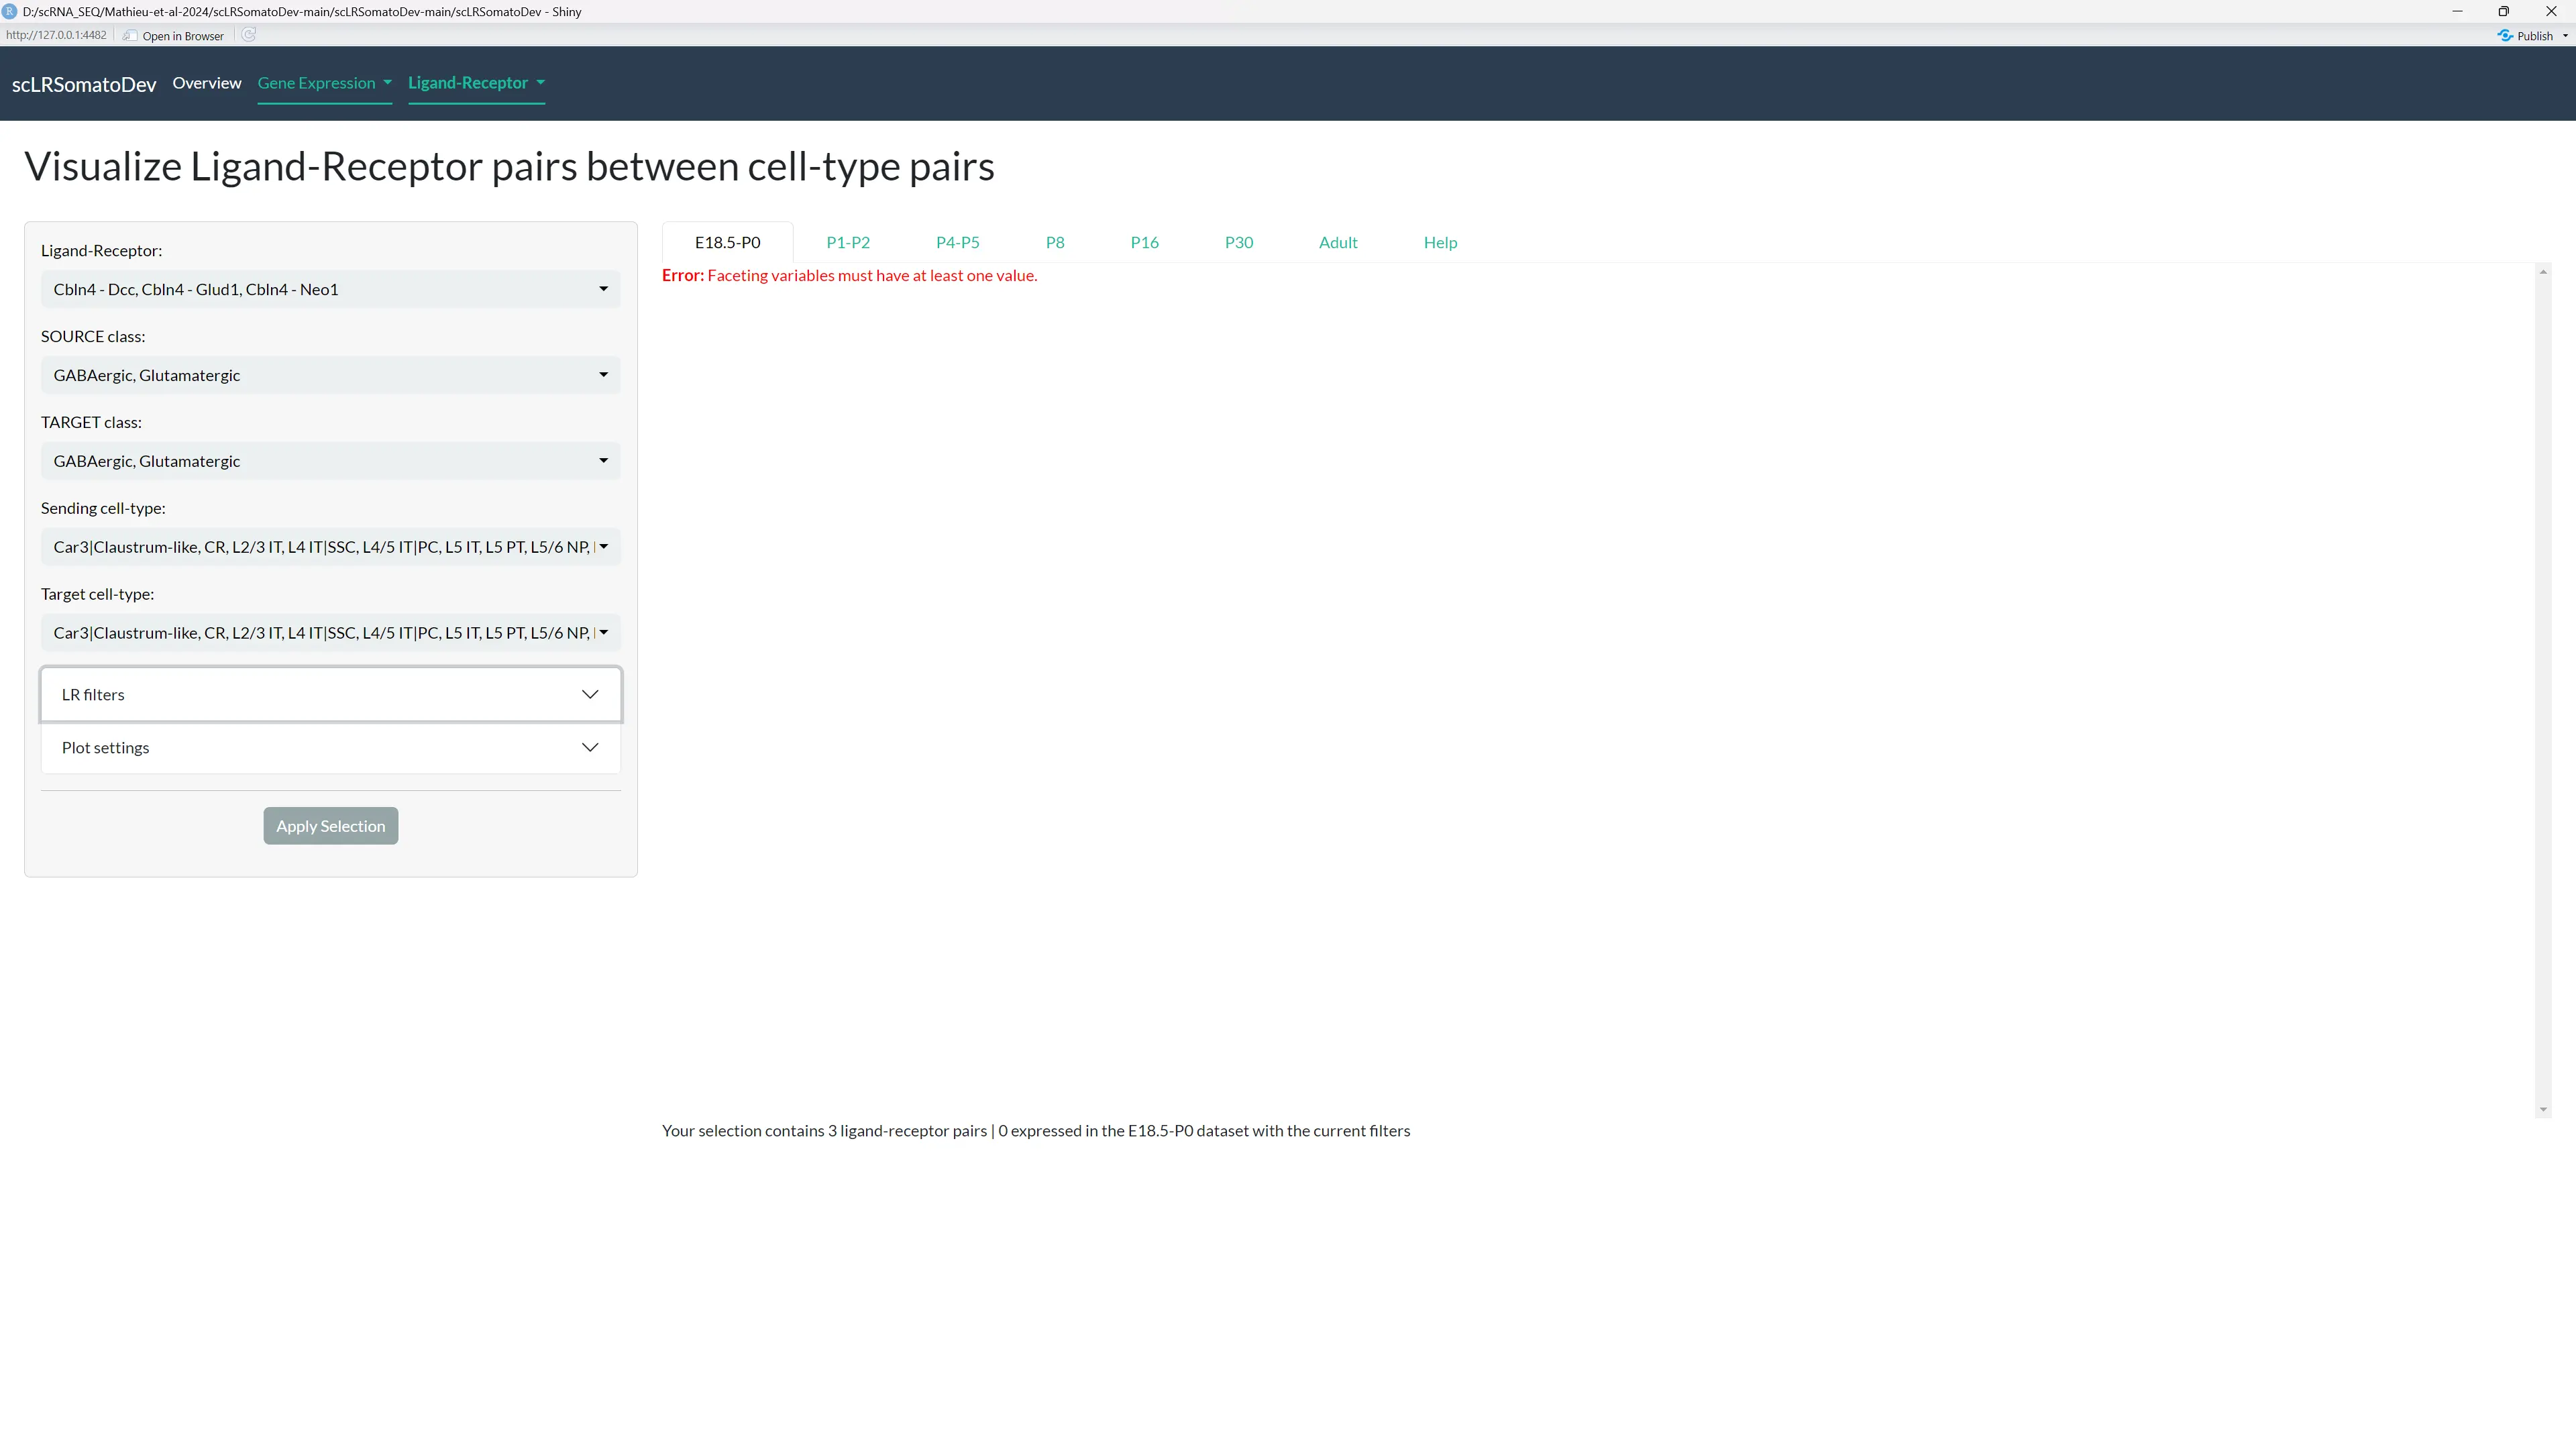 D:/scRNA_SEQ/Mathieu-et-al-2024/scLRSomatoDev-main/scLRSomatoDev-main/scLRSomatoDev - Shiny
http://127.0.0.1:4482 Open in Browser Publish
scLRSomatoDev Overview Gene Expression Ligand-Receptor
Visualize Ligand-Receptor pairs between cell-type pairs
Ligand-Receptor:
Cbln4 - Dcc, Cbln4 - Glud1, Cbln4 - Neo1
SOURCE class:
GABAergic, Glutamatergic
TARGET class:
GABAergic, Glutamatergic
Sending cell-type:
Car3|Claustrum-like, CR, L2/3 IT, L4 IT|SSC, L4/5 IT|PC, L5 IT, L5 PT, L5/6 NP,
Target cell-type:
Car3|Claustrum-like, CR, L2/3 IT, L4 IT|SSC, L4/5 IT|PC, L5 IT, L5 PT, L5/6 NP,
LR filters
Plot settings
Apply Selection
E18.5-P0 P1-P2 P4-P5 P8 P16 P30 Adult Help
Error: Faceting variables must have at least one value.
Your selection contains 3 ligand-receptor pairs | 0 expressed in the E18.5-P0 dataset with the current filters